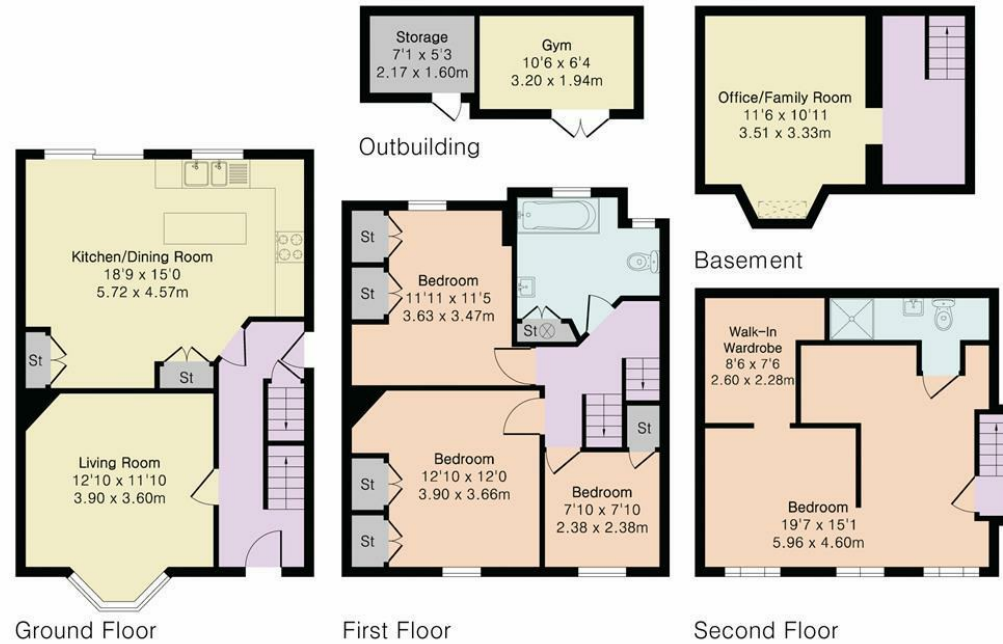 Storage
7'1 x 5'3
2.17 x 1.60m
Gym
10'6 x 6'4
3.20 x 1.94m
Outbuilding
Office/Family Room
11'6 x 10'11
3.51 x 3.33m
Basement
Kitchen/Dining Room
18'9 x 15'0
5.72 x 4.57m
St
St
Living Room
12'10 x 11'10
3.90 x 3.60m
Ground Floor
St
St
Bedroom
11'11 x 11'5
3.63 x 3.47m
St
St
Bedroom
12'10 x 12'0
3.90 x 3.66m
St
St
Bedroom
7'10 x 7'10
2.38 x 2.38m
First Floor
Walk-In
Wardrobe
8'6 x 7'6
2.60 x 2.28m
Bedroom
19'7 x 15'1
5.96 x 4.60m
Second Floor